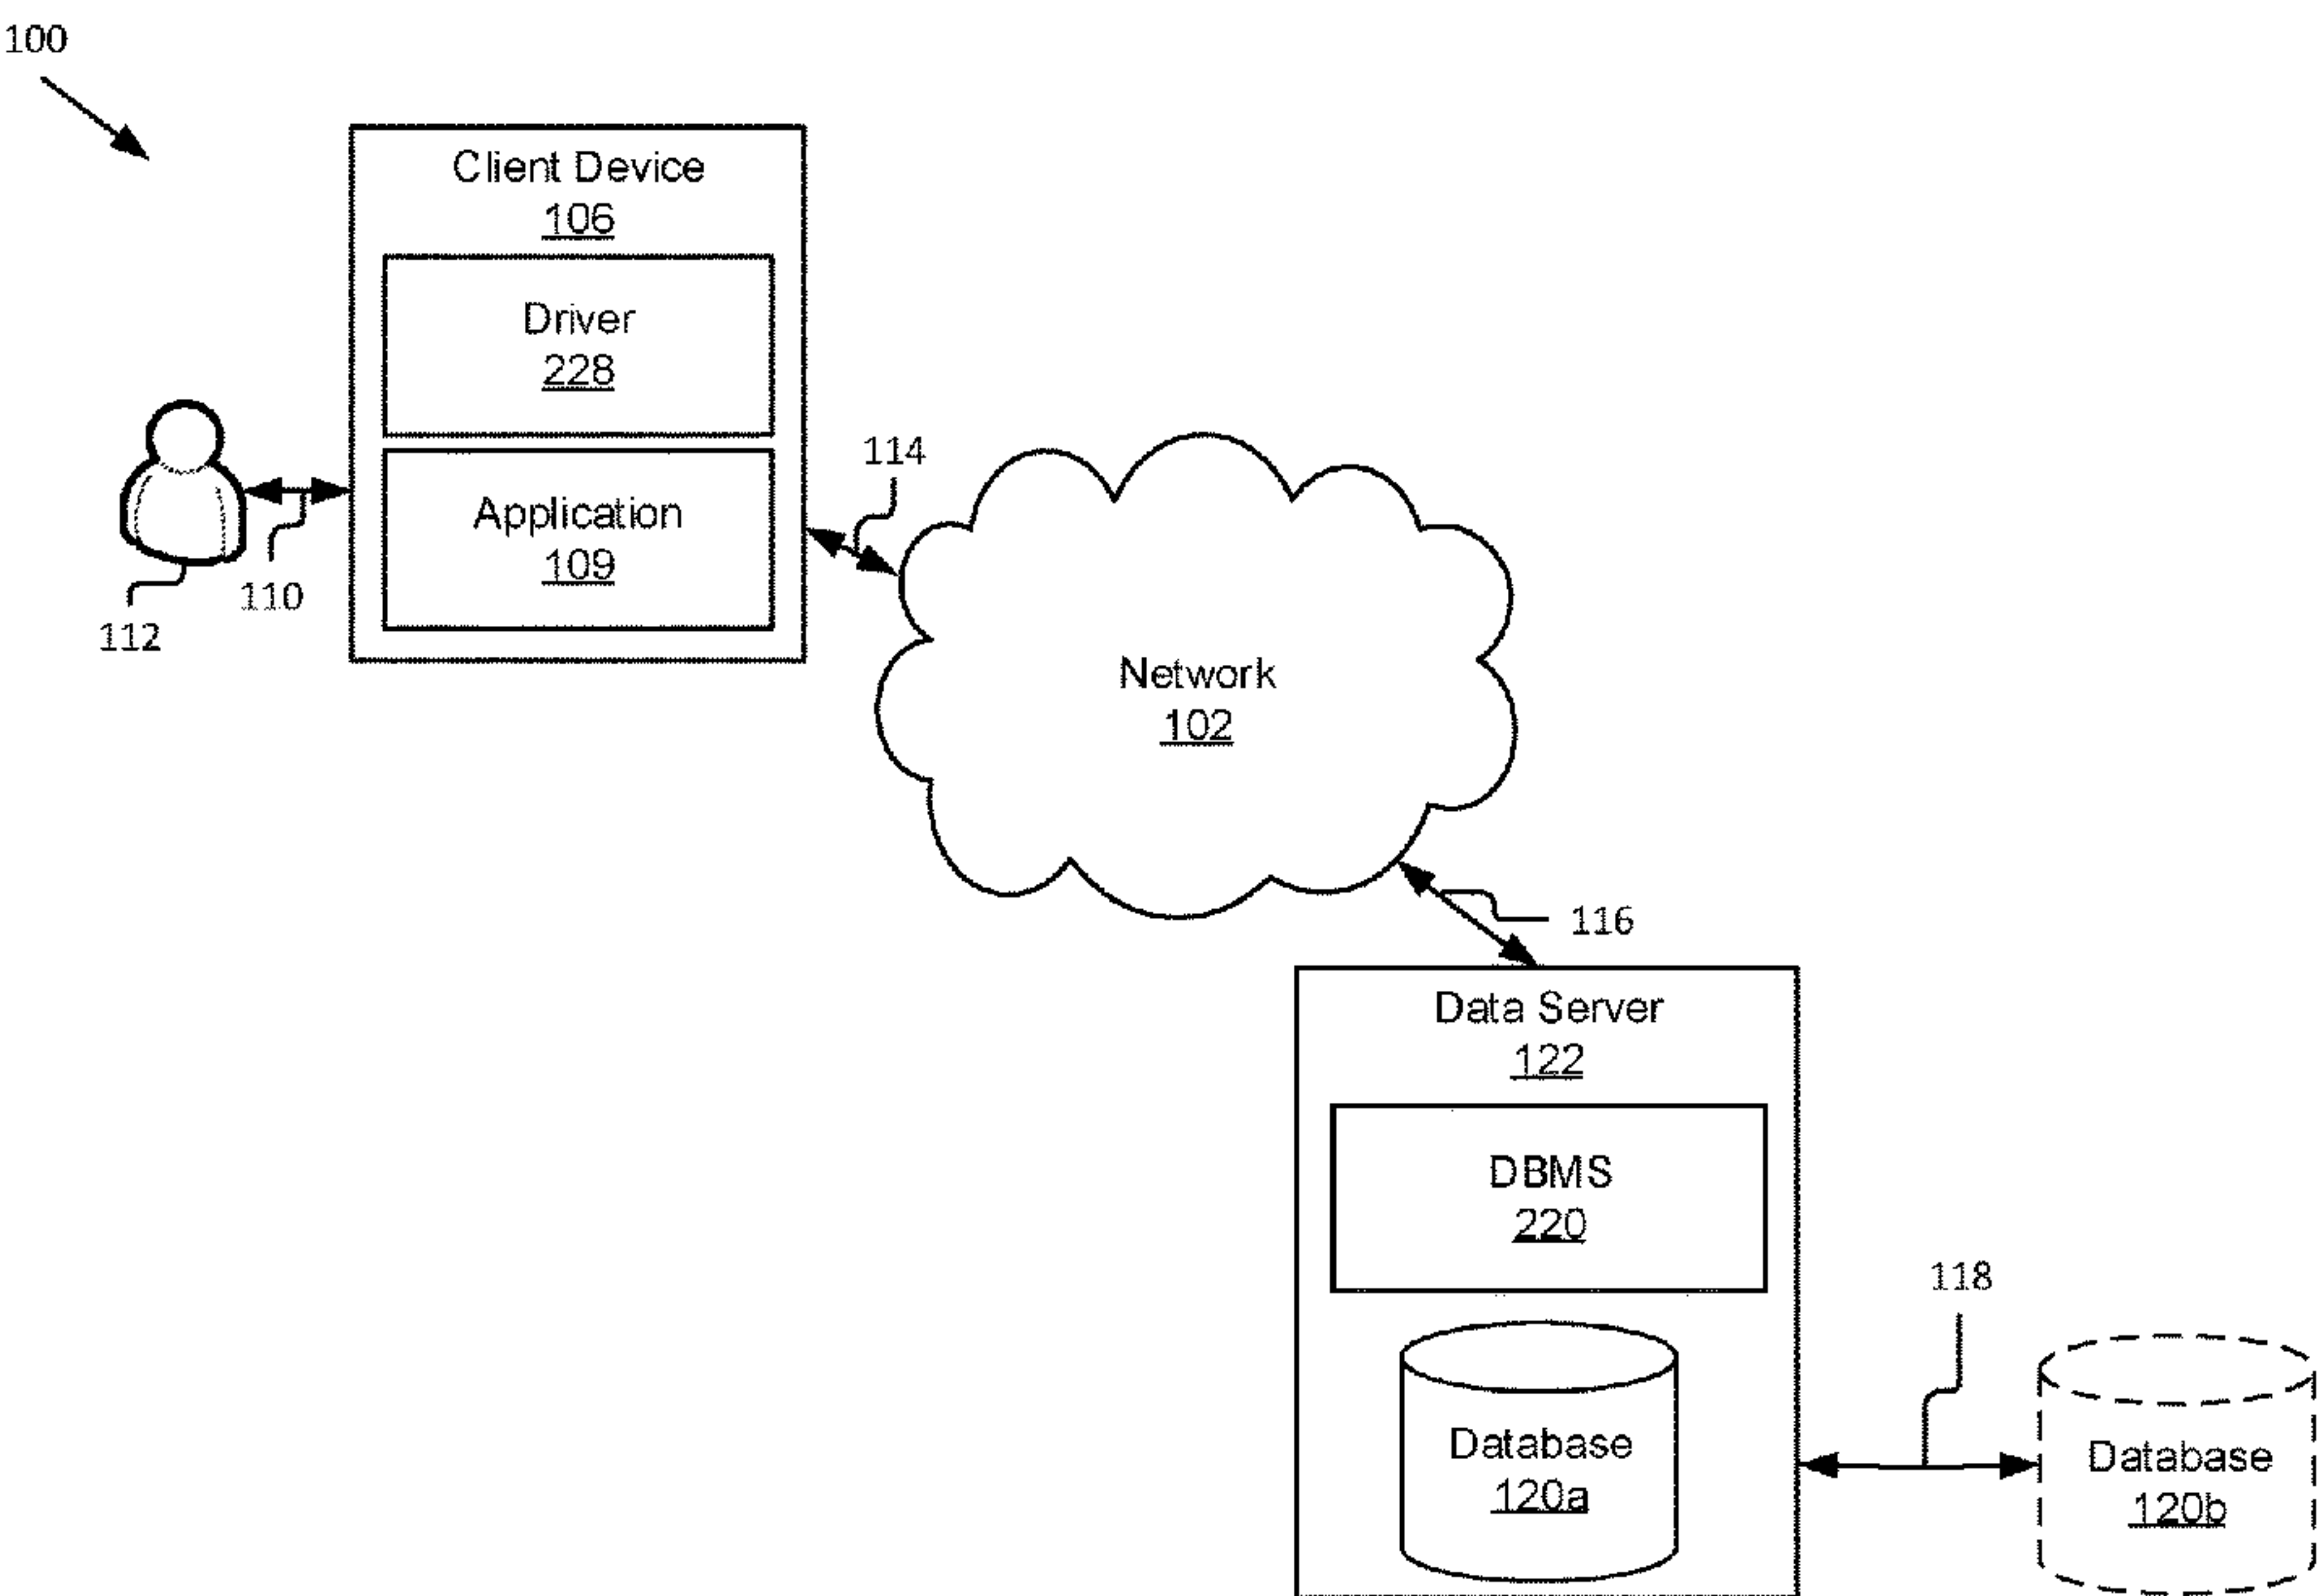 100
Client Device
106
Driver
228
Application
109
110
112
114
Network
102
116
Data Server
122
DBMS
220
Database
120a
118
Database
120b